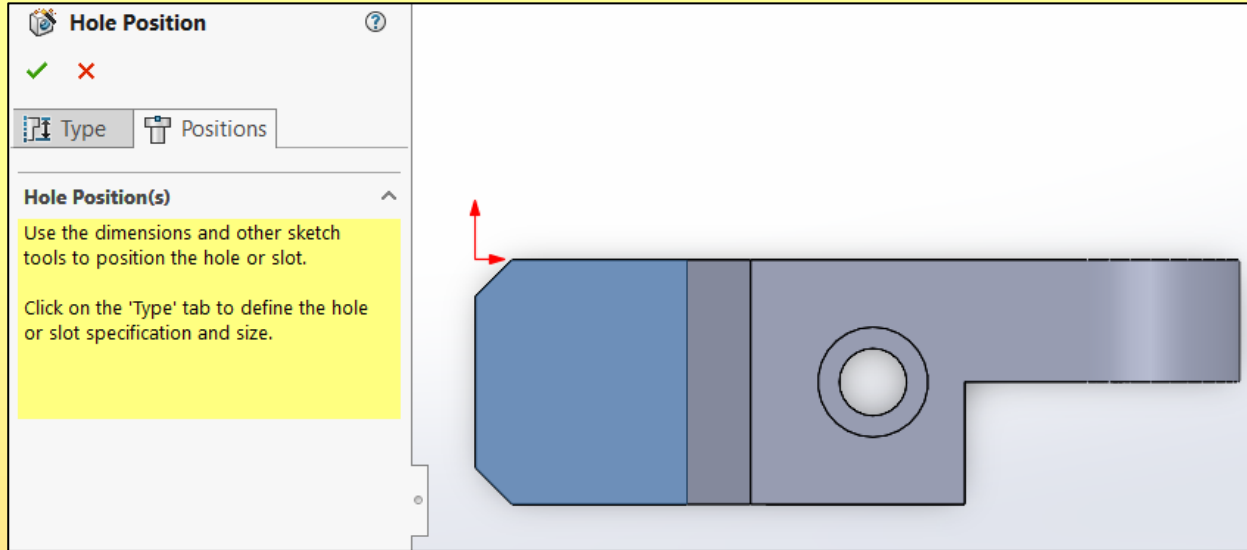 Hole Position
Type
Positions
Hole Position(s)
Use the dimensions and other sketch
tools to position the hole or slot.
Click on the 'Type' tab to define the hole
or slot specification and size.